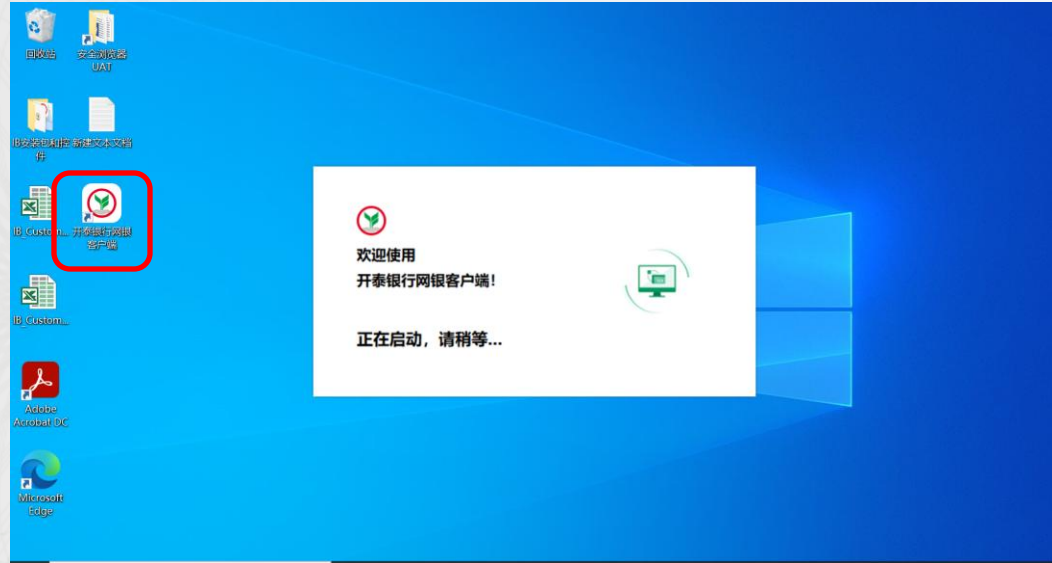 回收站
安全浏览器
UAT
IB安装包和控
件
新建文本文档
IB_Custom...
开泰银行网银
客户端
IB_Custom...
Adobe
Acrobat DC
Microsoft
Edge
欢迎使用
开泰银行网银客户端!
正在启动，请稍等...